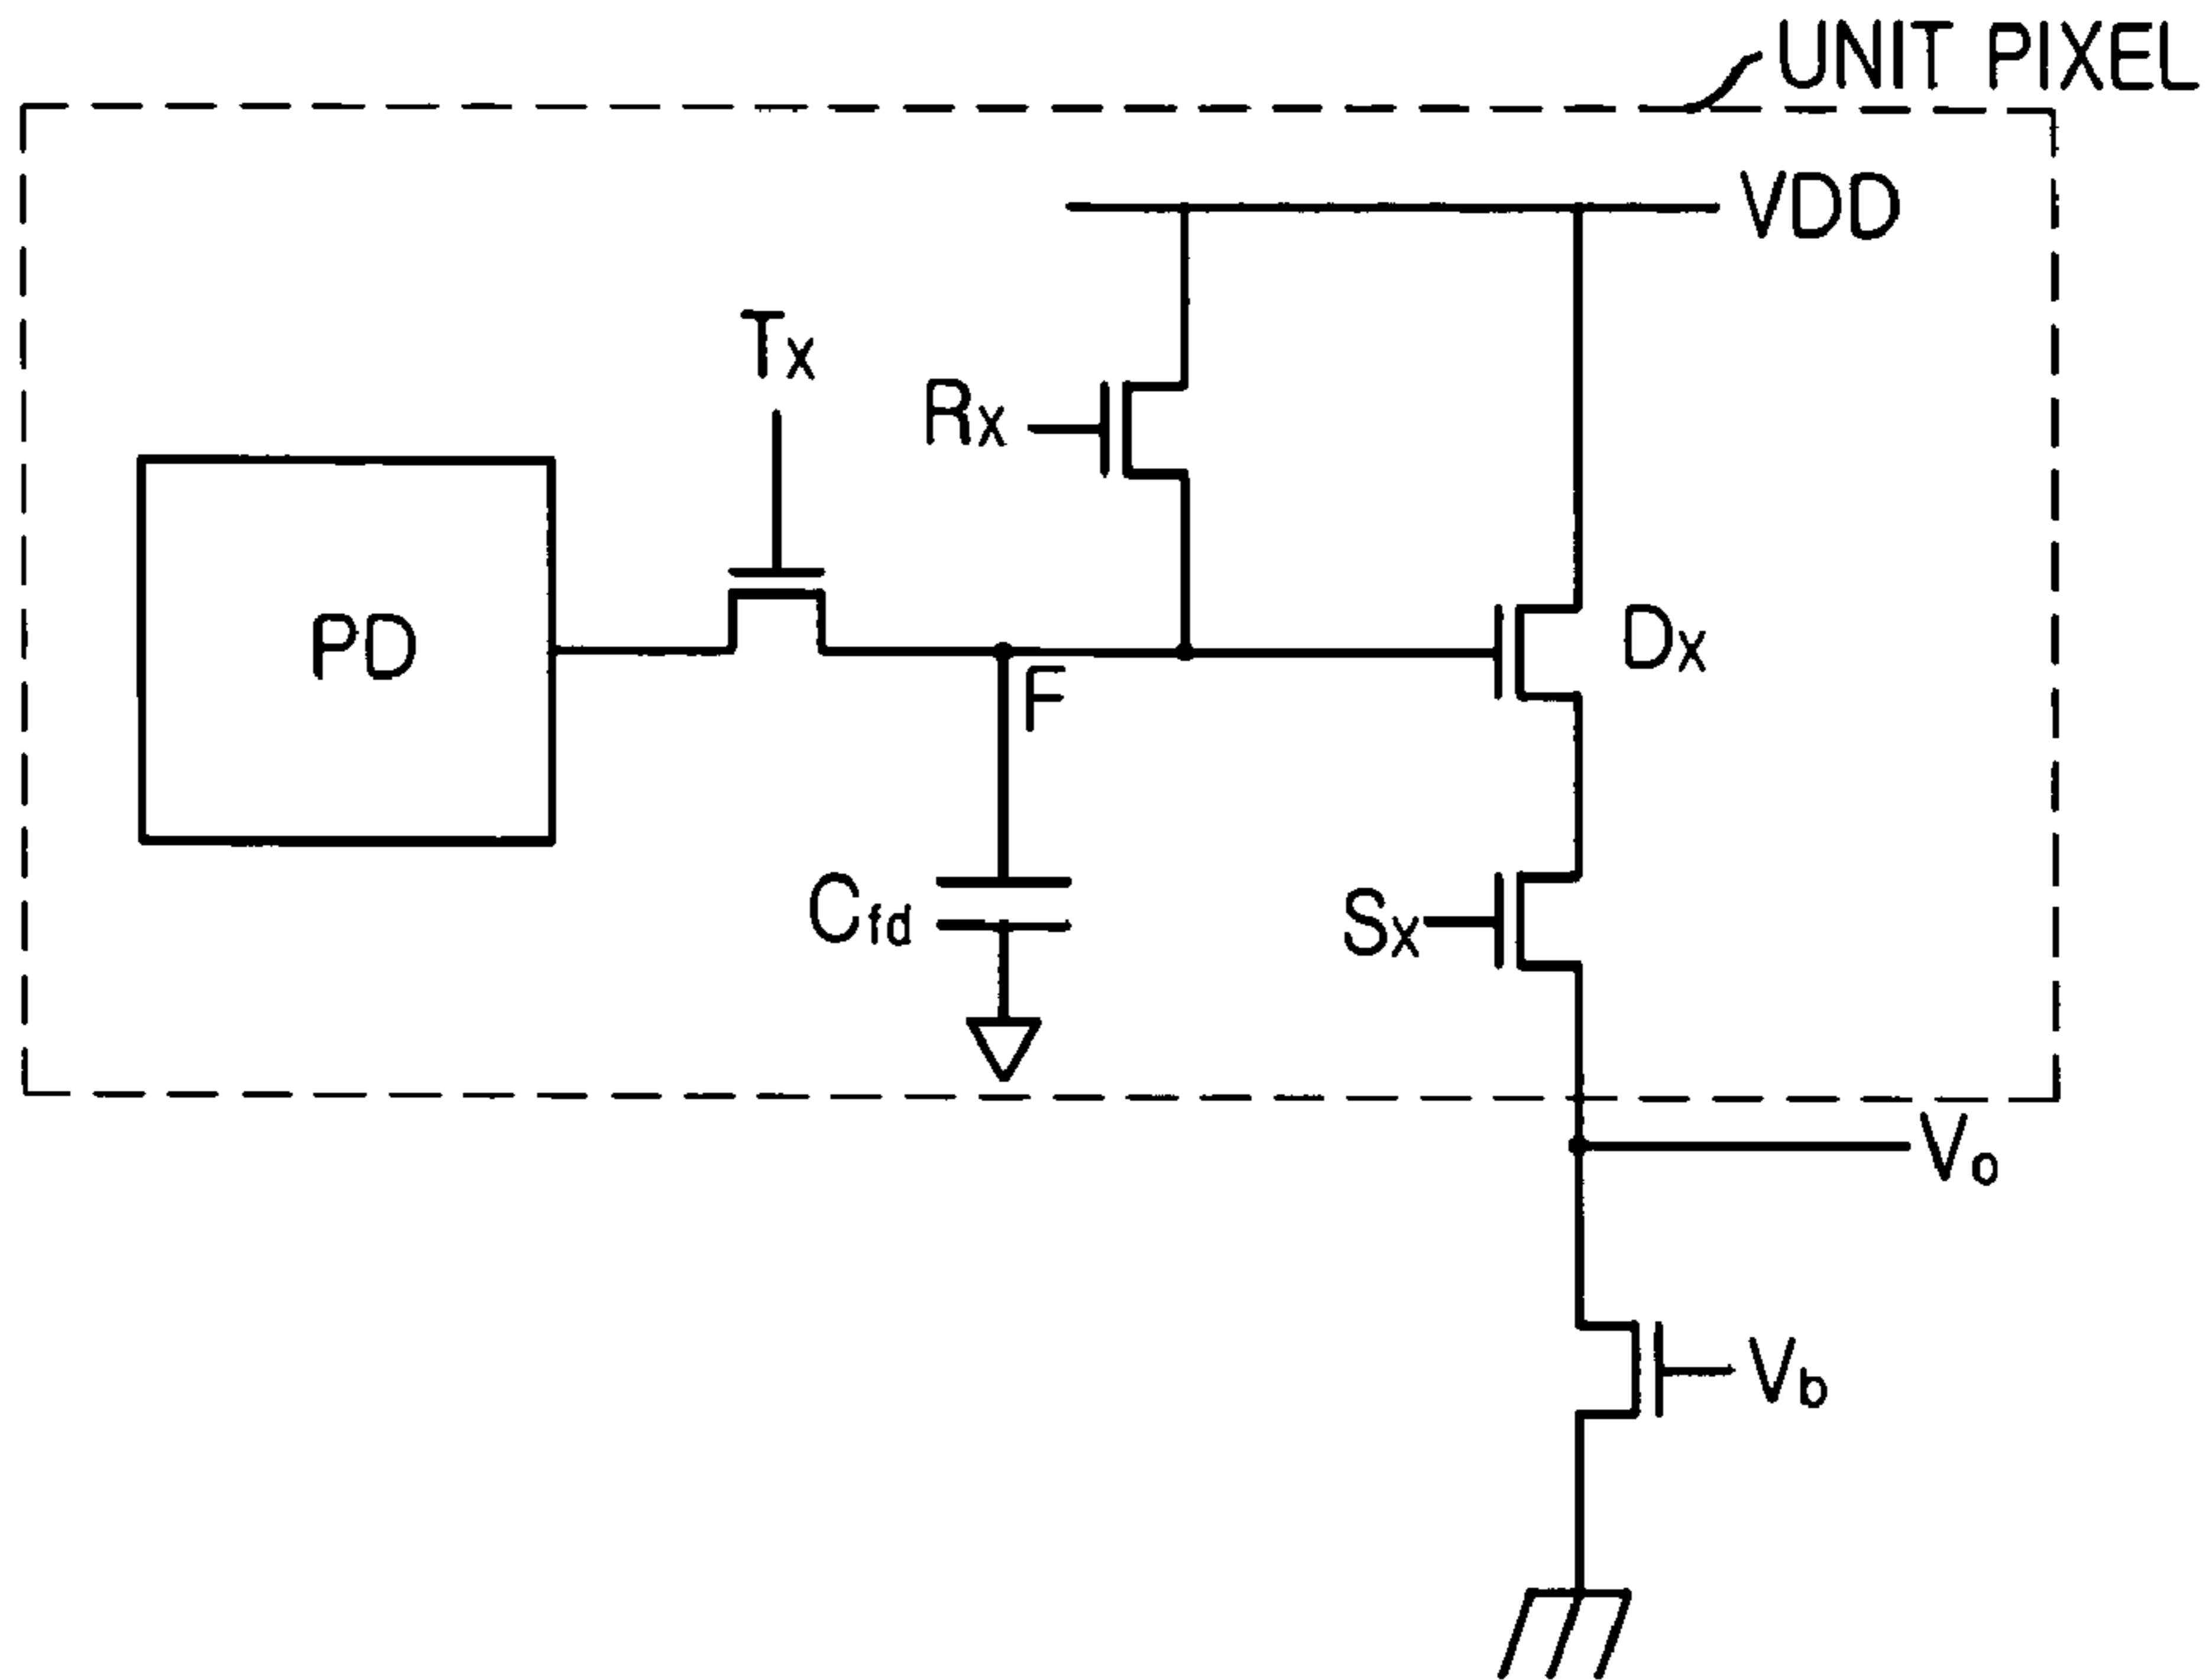 UNIT PIXEL
VDD
Tx
Rx
PD
Dx
F
Cfd
Sx
Vo
Vb